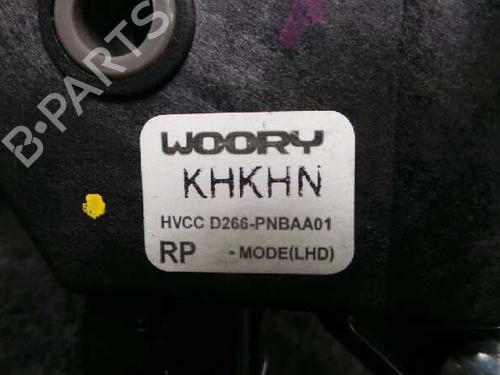 WOORY
KHKHN
HVCC D266-PNBAA01
RP - MODE(LHD)
B-PARTS